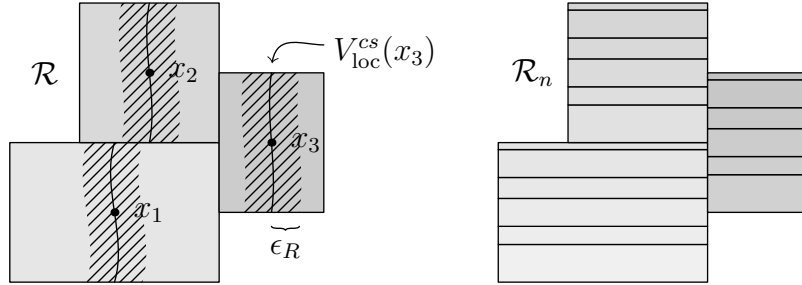 $V^{cs}_{\mathrm{loc}}(x_3)$
$\mathcal{R}$
$x_2$
$\mathcal{R}_n$
$x_3$
$x_1$
$\epsilon_R$